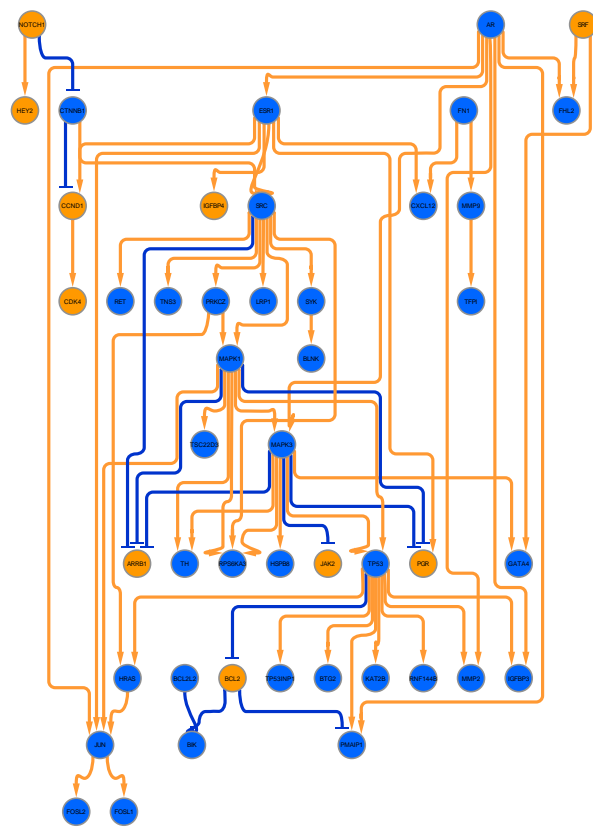 NOTCH1
AR
SRF
HEY2
CTNNB1
ESR1
FN1
FHL2
CCND1
IGFBP4
SRC
CXCL12
MMP9
CDK4
RET
TNS3
PRKCZ
LRP1
SYK
TFPI
MAPK1
BLNK
TSC22D3
MAPK3
ARRB1
TH
RPS6KA3
HSPB8
JAK2
TP53
PGR
GATA4
HRAS
BCL2L2
BCL2
TP53INP1
BTG2
KAT2B
RNF144B
MMP2
IGFBP3
JUN
BIK
PMAIP1
FOSL2
FOSL1